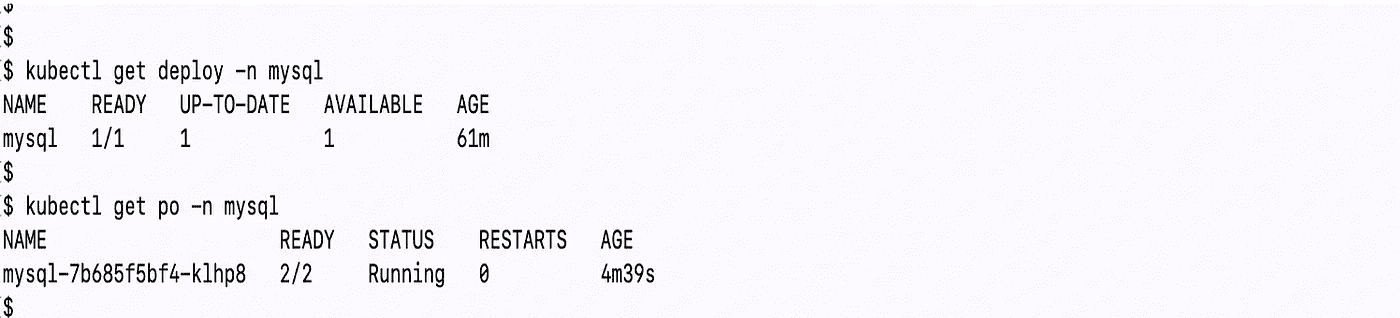 $
$
$ kubectl get deploy -n mysql
NAME    READY   UP-TO-DATE   AVAILABLE   AGE
mysql   1/1     1            1           61m
$
$ kubectl get po -n mysql
NAME                     READY   STATUS    RESTARTS   AGE
mysql-7b685f5bf4-klhp8   2/2     Running   0          4m39s
$